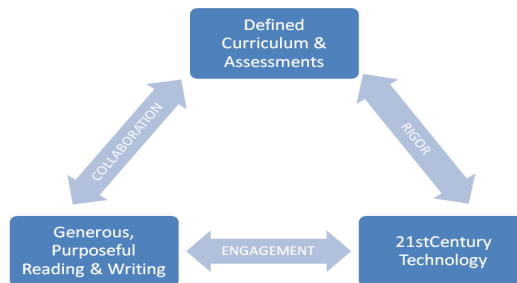 Defined
Curriculum &
Assessments
COLLABORATION
RIGOR
Generous,
Purposeful
Reading & Writing
ENGAGEMENT
21stCentury
Technology